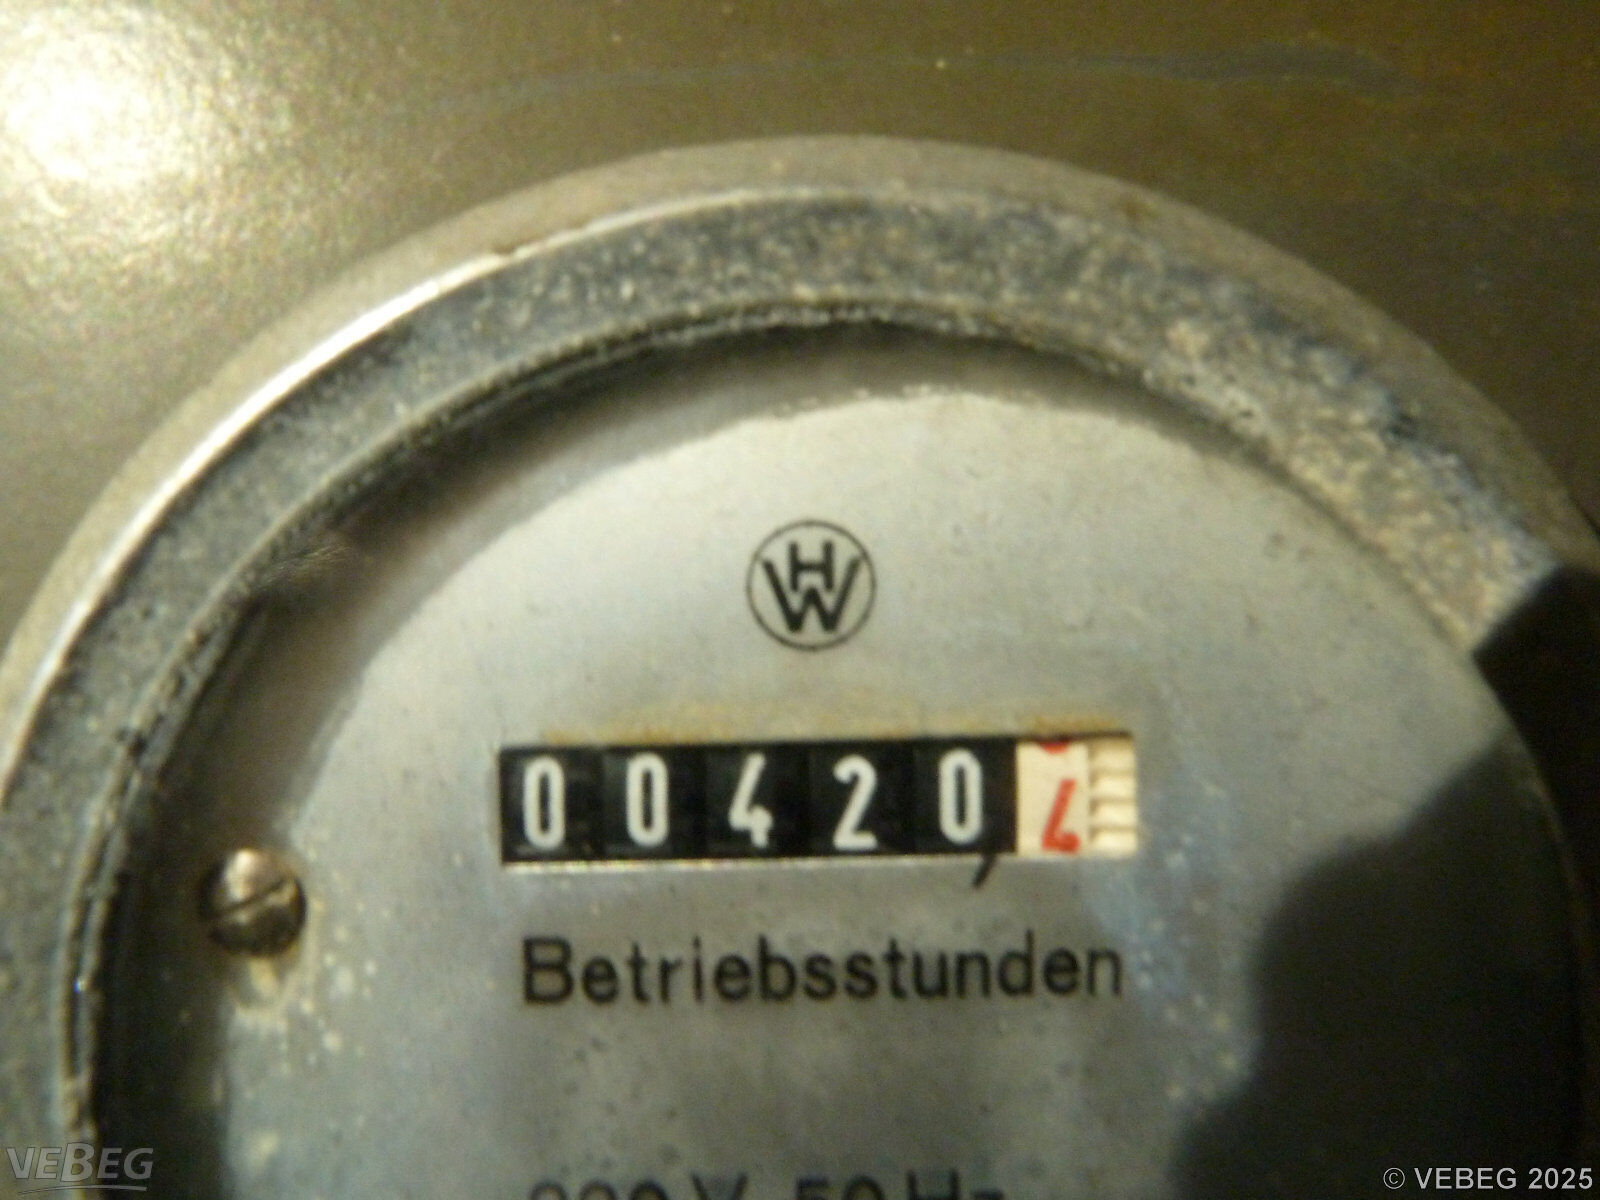 HW
00420,4
Betriebsstunden
VEBEG
© VEBEG 2025